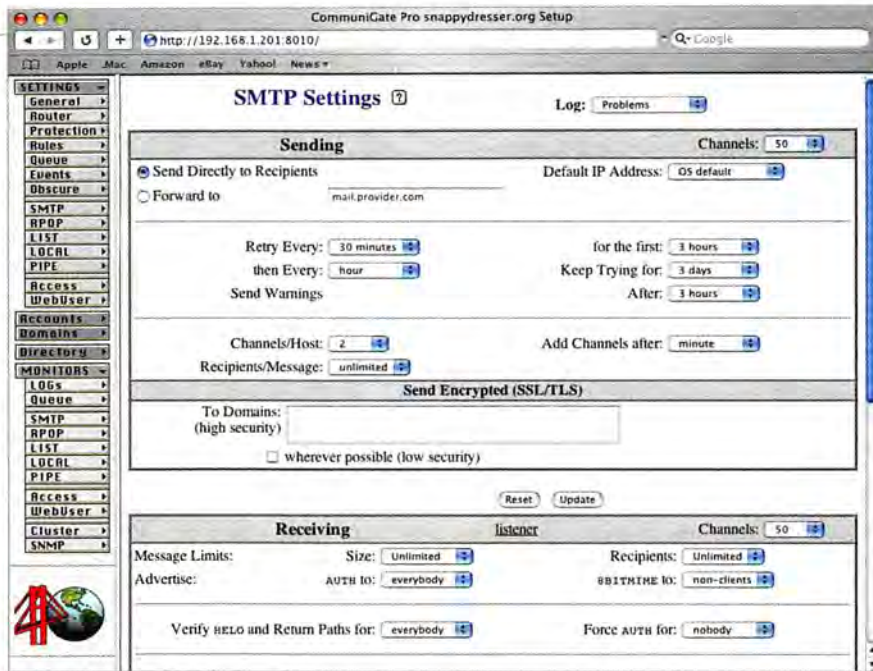 CommuniGate Pro snappydresser.org Setup
http://192.168.1.201:8010/
Google
Apple Mac Amazon eBay Yahoo! News
SETTINGS
General
Router
Protection
Rules
Queue
Events
Obscure
SMTP
RPOP
LIST
LOCAL
PIPE
Access
WebUser
Accounts
Domains
Directory
MONITORS
LOGs
Queue
SMTP
RPOP
LIST
LOCAL
PIPE
Access
WebUser
Cluster
SNMP
SMTP Settings ?
Log: Problems
Sending Channels: 50
Send Directly to Recipients Default IP Address: OS default
Forward to mail.provider.com
Retry Every: 30 minutes for the first: 3 hours
then Every: hour Keep Trying for: 3 days
Send Warnings After: 3 hours
Channels/Host: 2 Add Channels after: minute
Recipients/Message: unlimited
Send Encrypted (SSL/TLS)
To Domains:
(high security)
wherever possible (low security)
Reset Update
Receiving listener Channels: 50
Message Limits: Size: Unlimited Recipients: Unlimited
Advertise: AUTH to: everybody 8BITMIME to: non-clients
Verify HELO and Return Paths for: everybody Force AUTH for: nobody